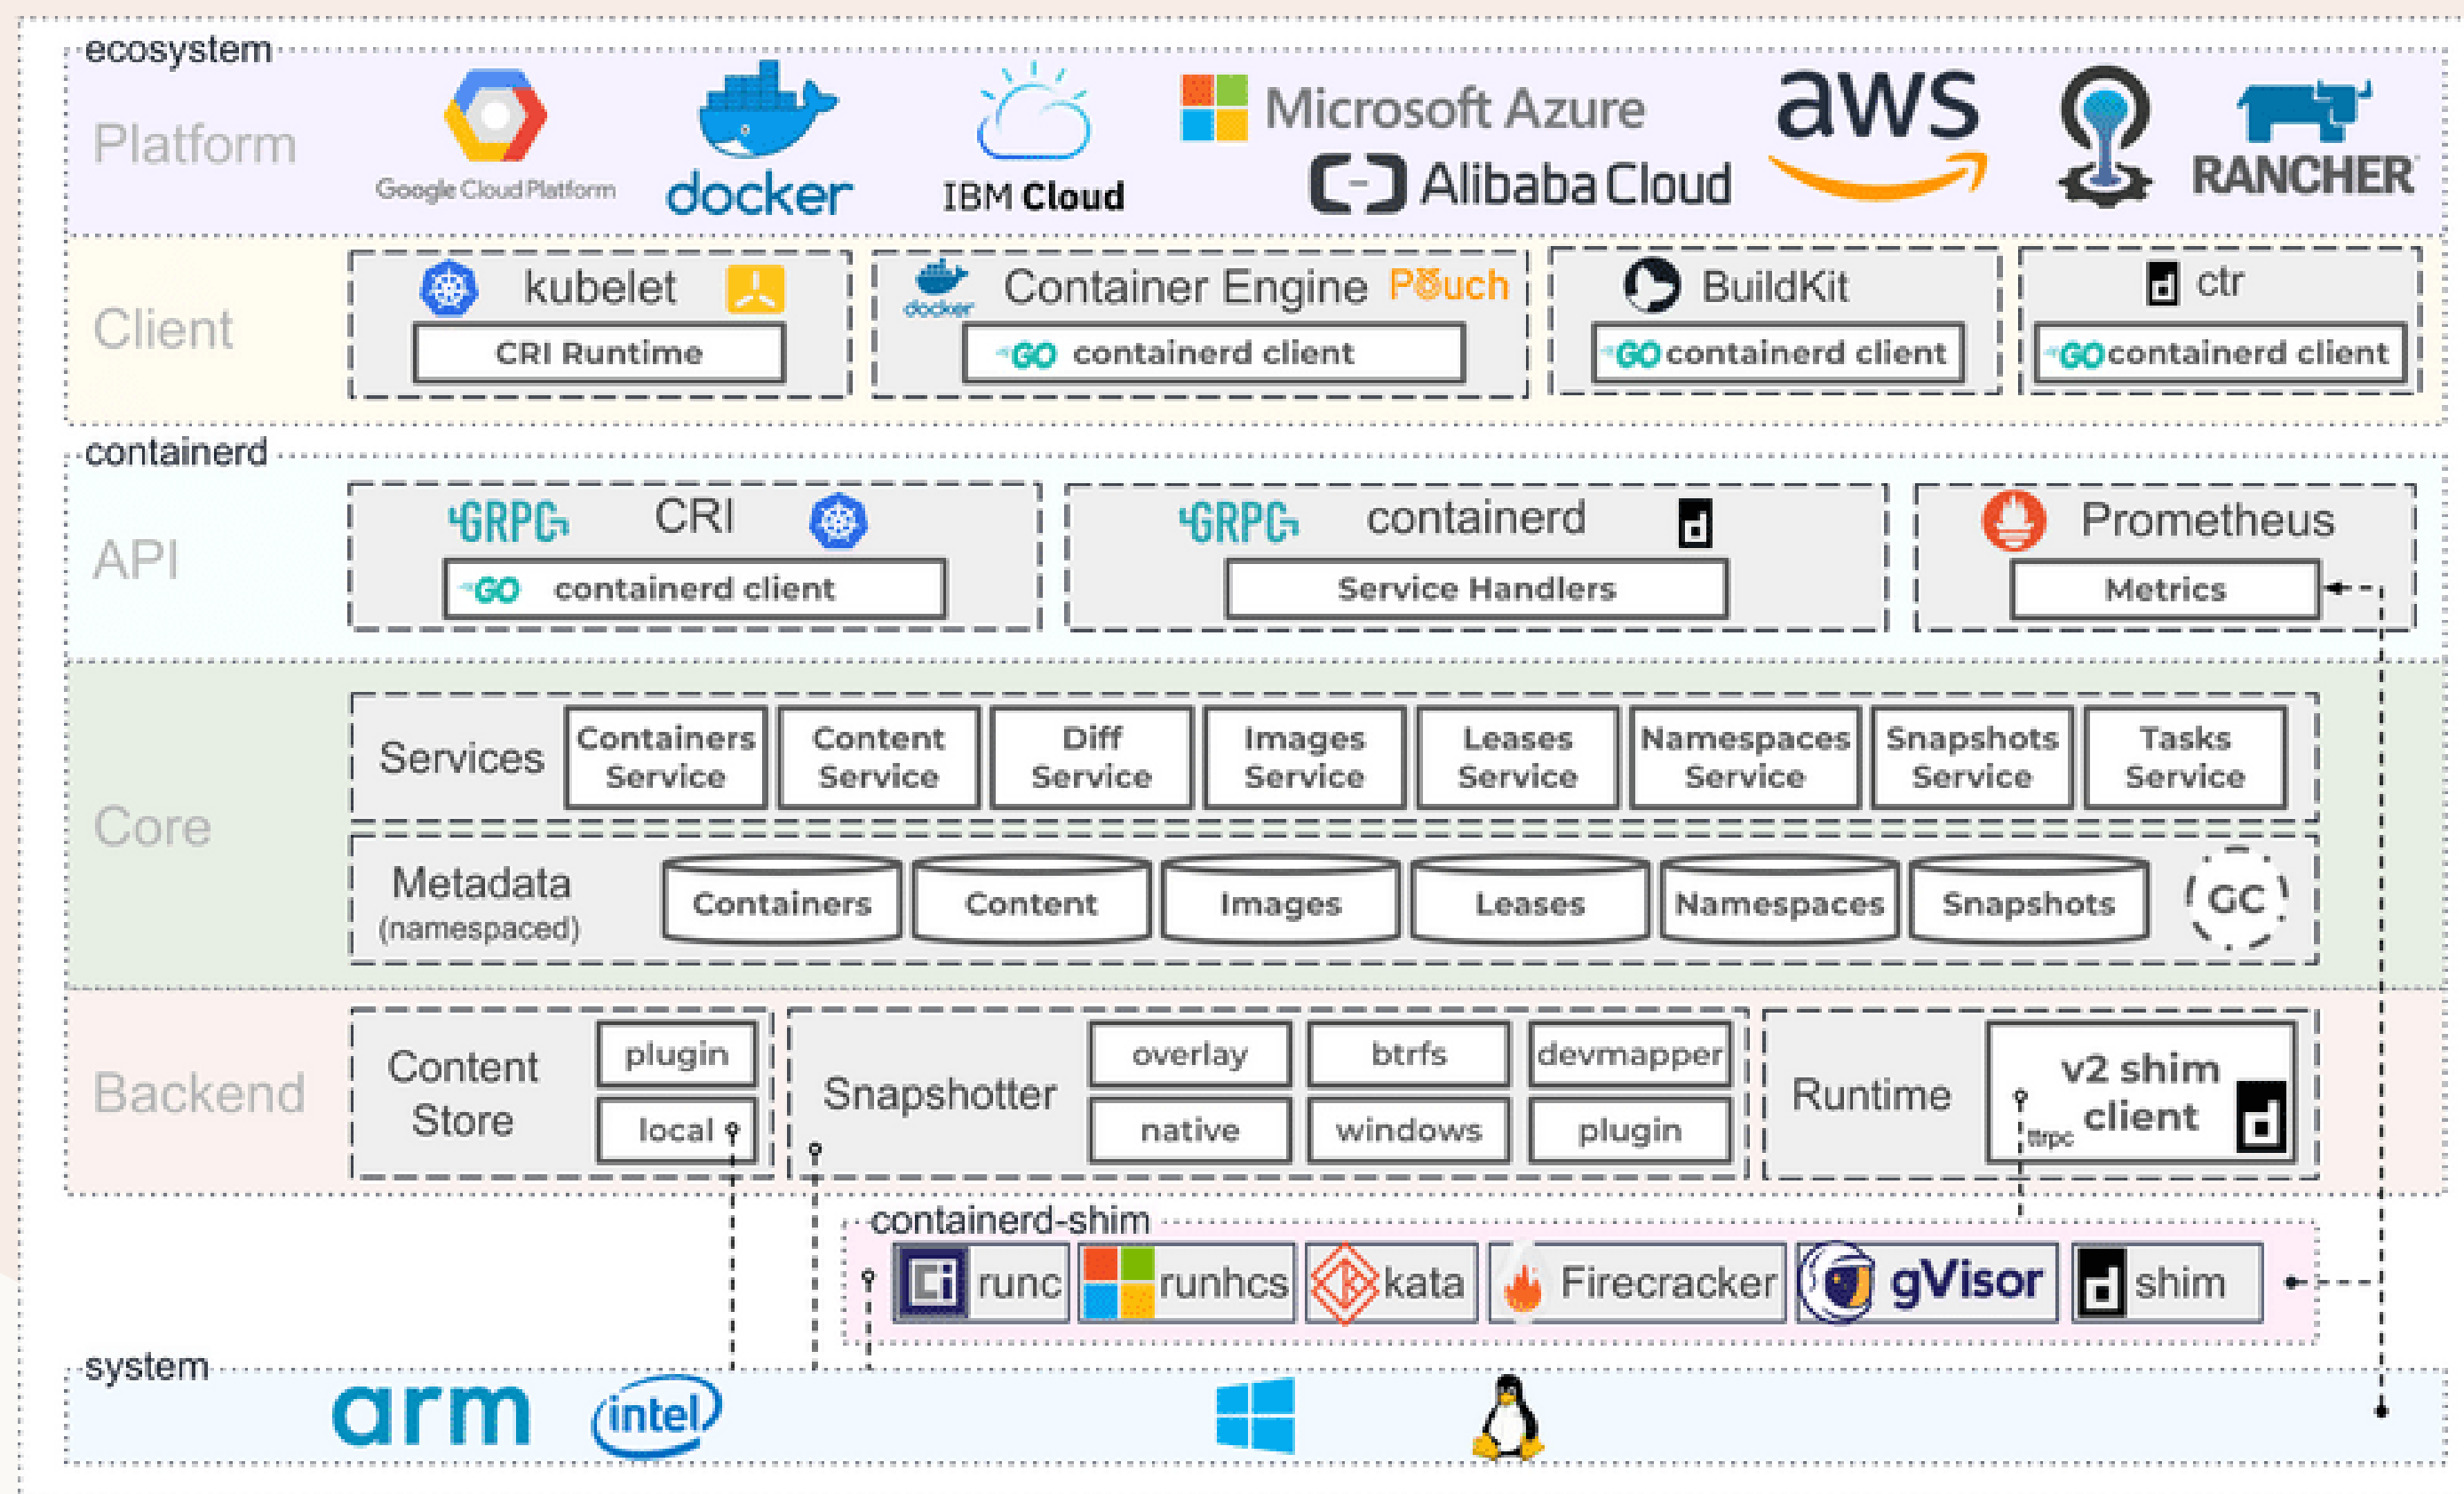 ecosystem
Platform
Google Cloud Platform
docker
IBM Cloud
Microsoft Azure
Alibaba Cloud
aws
RANCHER
Client
kubelet
CRI Runtime
docker
Container Engine
Pouch
GO containerd client
BuildKit
GO containerd client
ctr
GO containerd client
containerd
API
GRPC
CRI
GO containerd client
GRPC
containerd
d
Service Handlers
Prometheus
Metrics
Core
Services
Containers
Service
Content
Service
Diff
Service
Images
Service
Leases
Service
Namespaces
Service
Snapshots
Service
Tasks
Service
Metadata
(namespaced)
Containers
Content
Images
Leases
Namespaces
Snapshots
GC
Backend
Content
Store
plugin
local
Snapshotter
overlay
btrfs
devmapper
native
windows
plugin
Runtime
v2 shim
client
ttrpc
d
containerd-shim
runc
runhcs
kata
Firecracker
gVisor
d
shim
system
arm
intel